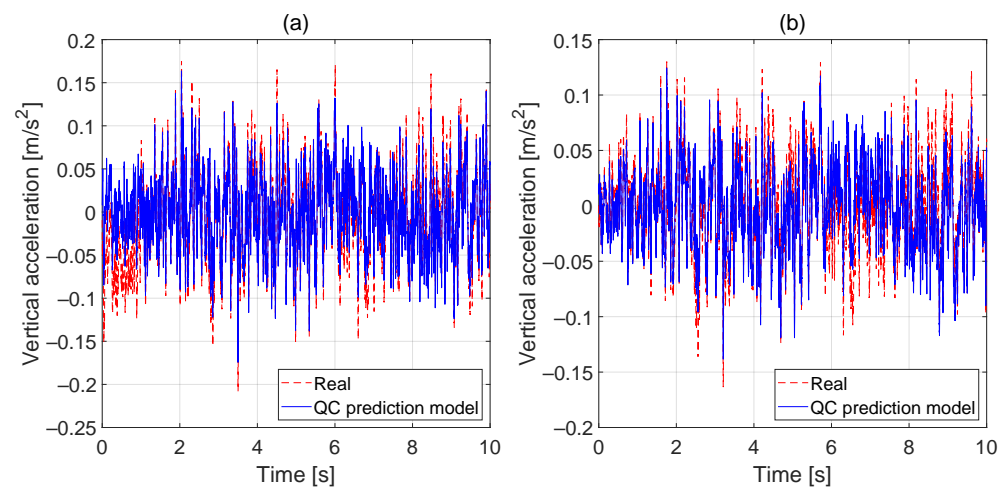 (a)
Vertical acceleration [m/s²]
0.2
0.15
0.1
0.05
0
−0.05
−0.1
−0.15
−0.2
−0.25
0 2 4 6 8 10
Time [s]
Real
QC prediction model
(b)
Vertical acceleration [m/s²]
0.15
0.1
0.05
0
−0.05
−0.1
−0.15
−0.2
0 2 4 6 8 10
Time [s]
Real
QC prediction model